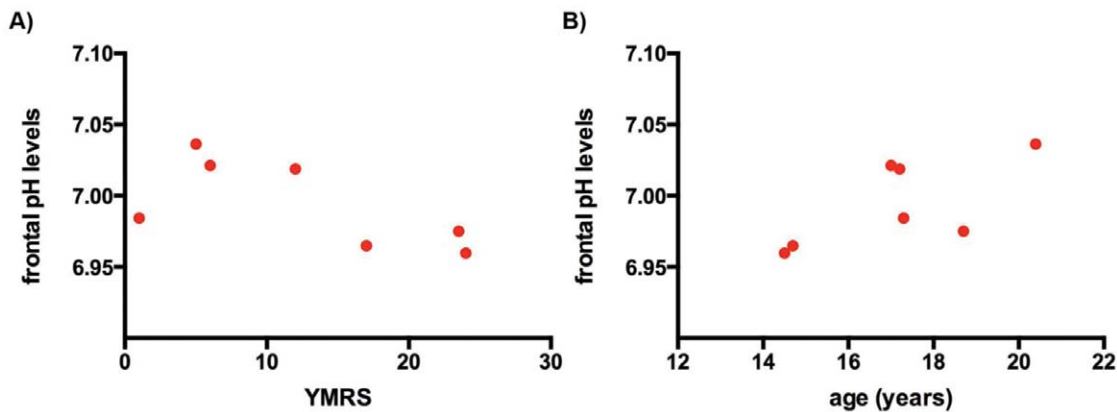 A)
7.10
7.05
7.00
6.95
frontal pH levels
0 10 20 30
YMRS
B)
7.10
7.05
7.00
6.95
frontal pH levels
12 14 16 18 20 22
age (years)